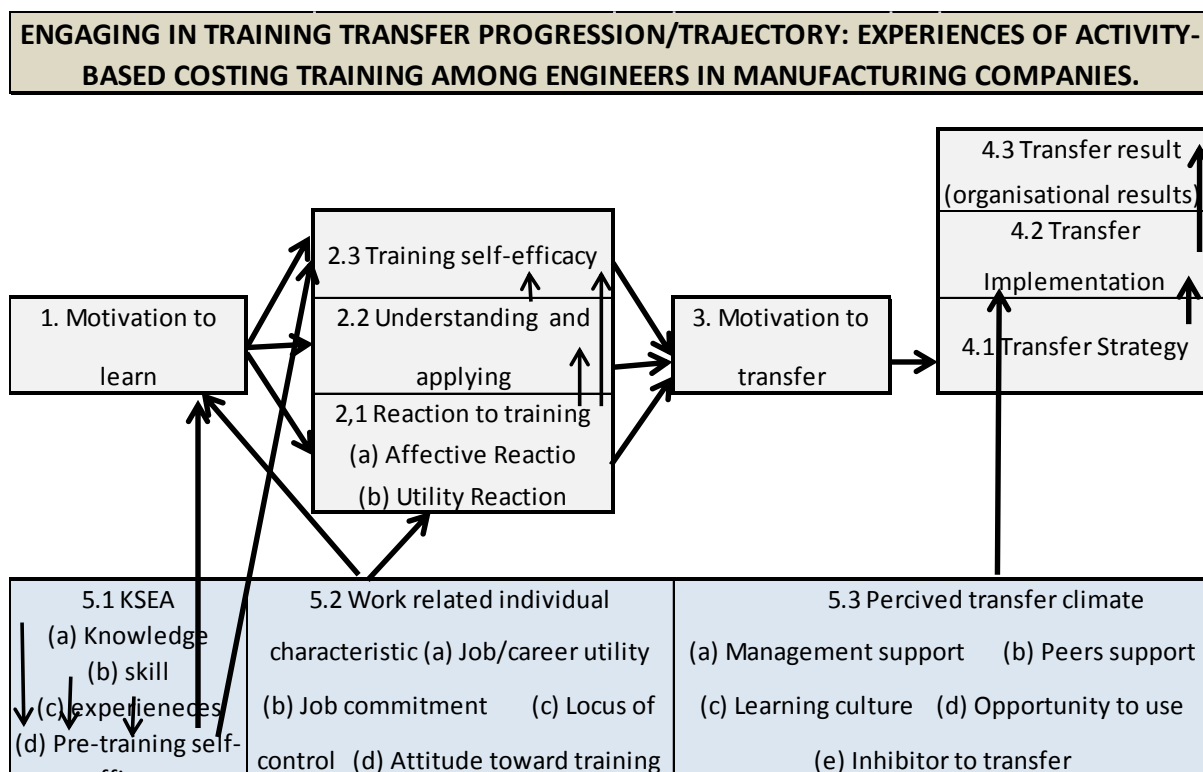 ENGAGING IN TRAINING TRANSFER PROGRESSION/TRAJECTORY: EXPERIENCES OF ACTIVITY-
BASED COSTING TRAINING AMONG ENGINEERS IN MANUFACTURING COMPANIES.
4.3 Transfer result
(organisational results)
4.2 Transfer
Implementation
4.1 Transfer Strategy
2.3 Training self-efficacy
2.2 Understanding and
applying
2,1 Reaction to training
(a) Affective Reactio
(b) Utility Reaction
1. Motivation to
learn
3. Motivation to
transfer
5.1 KSEA
(a) Knowledge
(b) skill
(c) experieneces
(d) Pre-training self-
5.2 Work related individual
characteristic (a) Job/career utility
(b) Job commitment (c) Locus of
control (d) Attitude toward training
5.3 Percived transfer climate
(a) Management support (b) Peers support
(c) Learning culture (d) Opportunity to use
(e) Inhibitor to transfer